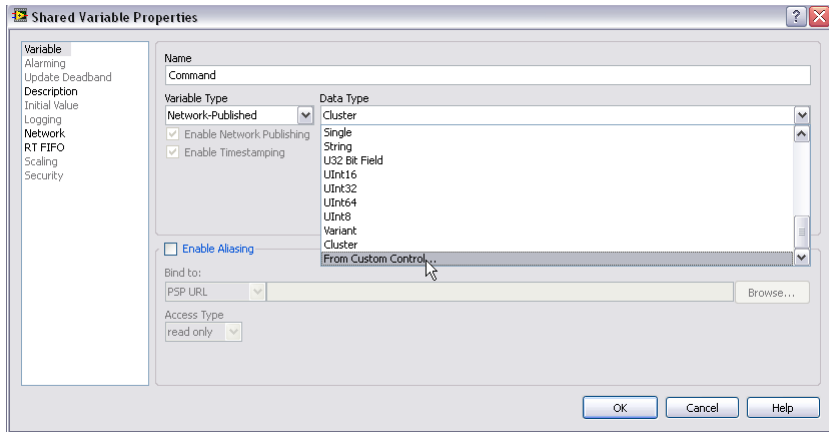 Shared Variable Properties
Variable
Alarming
Update Deadband
Description
Initial Value
Logging
Network
RT FIFO
Scaling
Security
Name
Command
Variable Type
Data Type
Network-Published
Cluster
Enable Network Publishing
Enable Timestamping
Single
String
U32 Bit Field
UInt16
UInt32
UInt64
UInt8
Variant
Cluster
From Custom Control...
Enable Aliasing
Bind to:
PSP URL
Browse...
Access Type
read only
OK
Cancel
Help